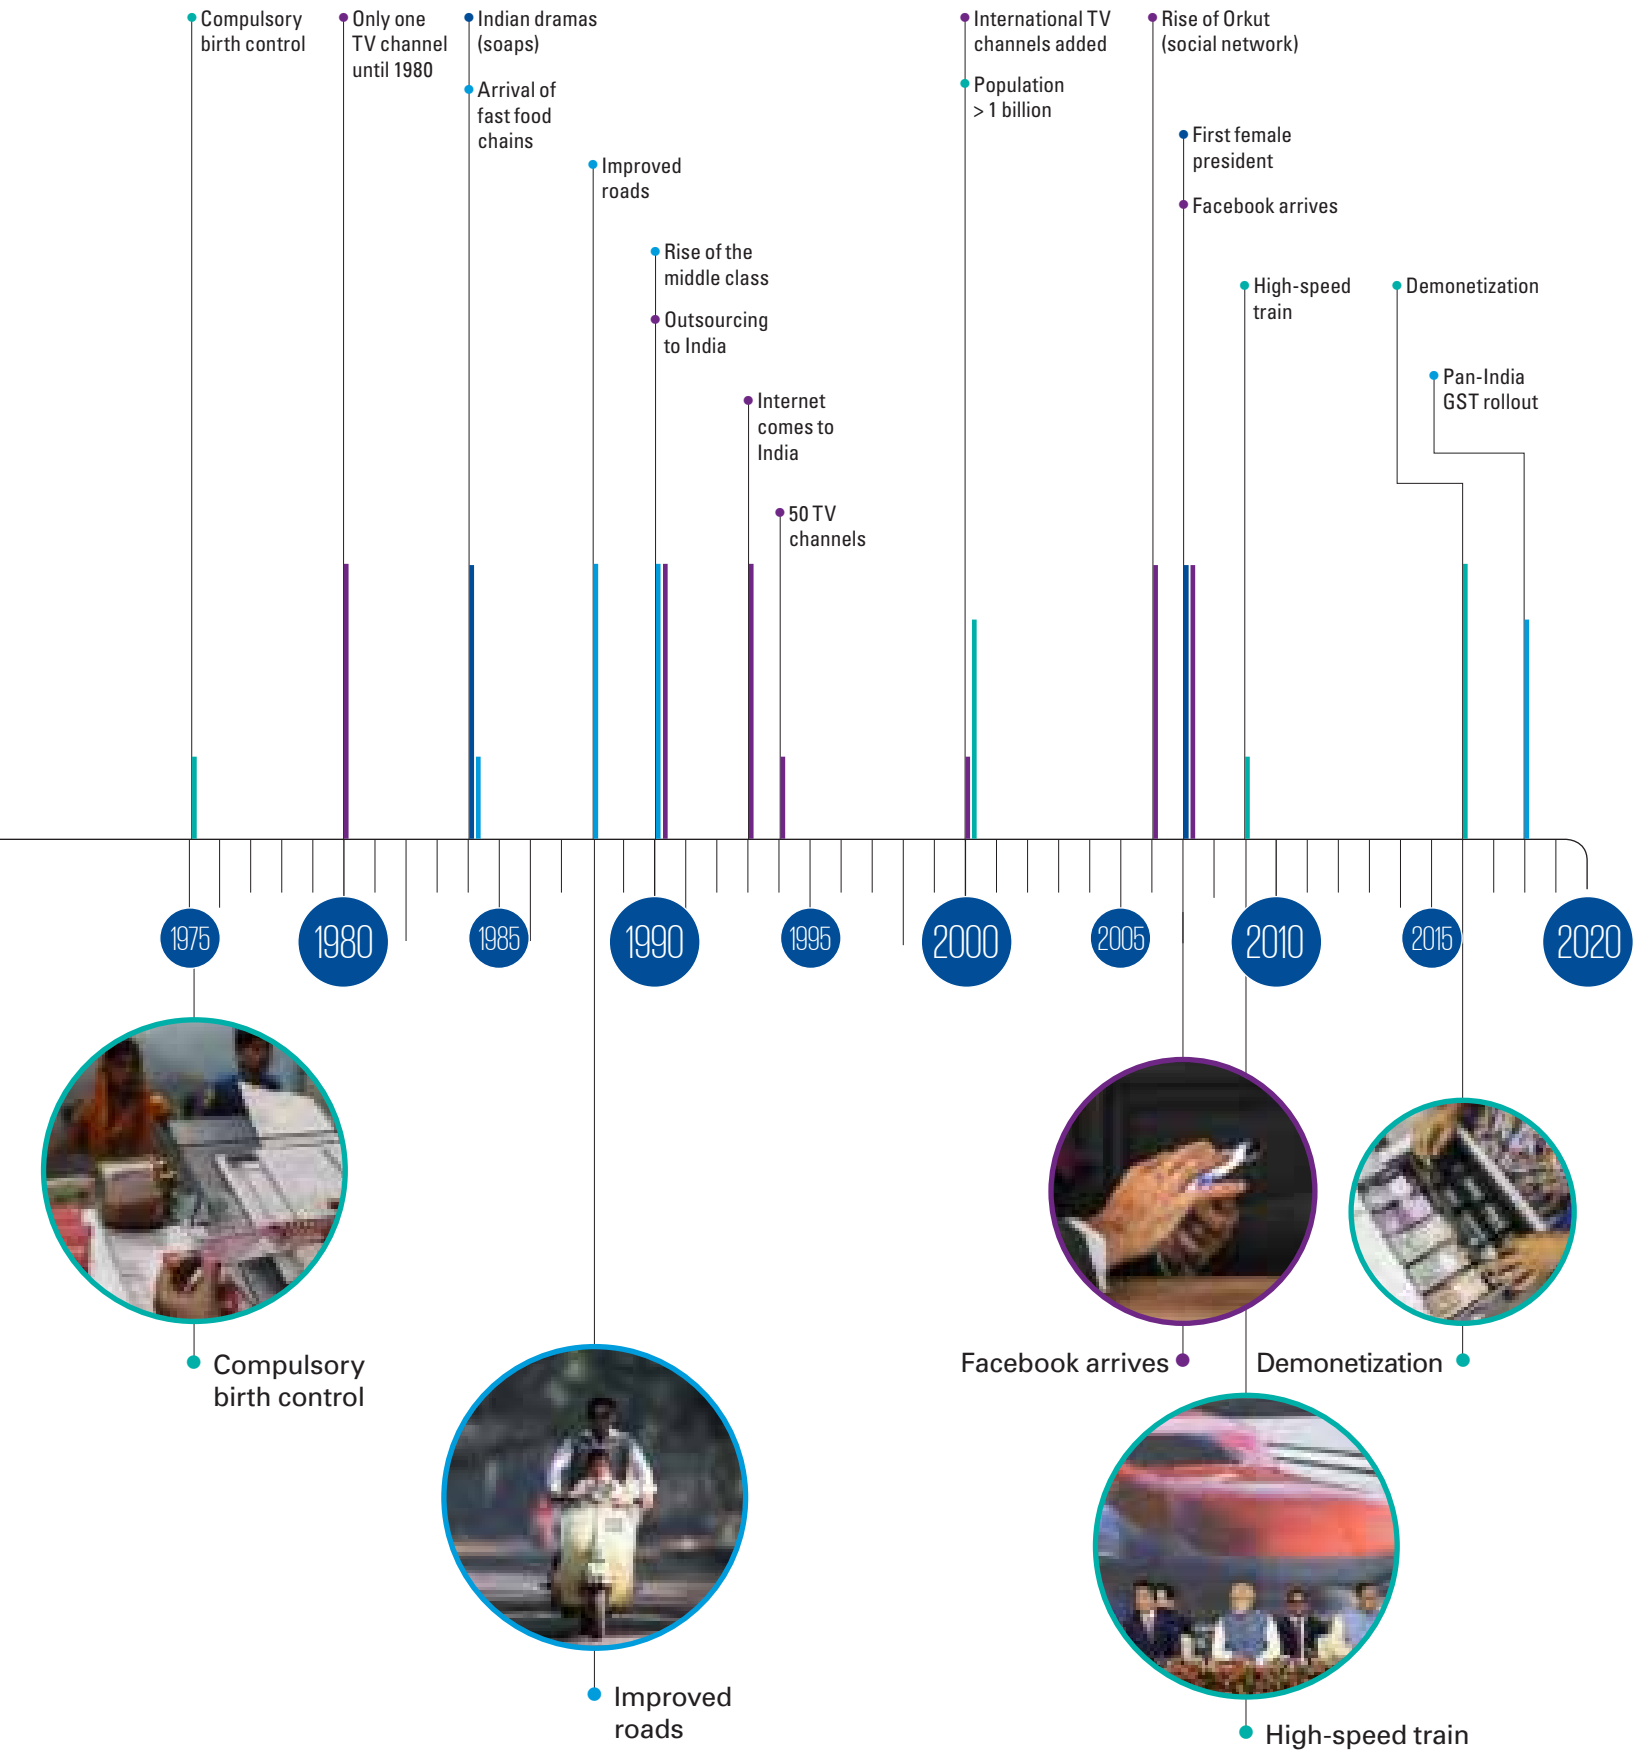 Compulsory
birth control
Only one
TV channel
until 1980
Indian dramas
(soaps)
Arrival of
fast food
chains
Improved
roads
Rise of the
middle class
Outsourcing
to India
Internet
comes to
India
50 TV
channels
International TV
channels added
Population
> 1 billion
Rise of Orkut
(social network)
First female
president
Facebook arrives
High-speed
train
Demonetization
Pan-India
GST rollout
1975
1980
1985
1990
1995
2000
2005
2010
2015
2020
Compulsory
birth control
Improved
roads
Facebook arrives
Demonetization
High-speed train